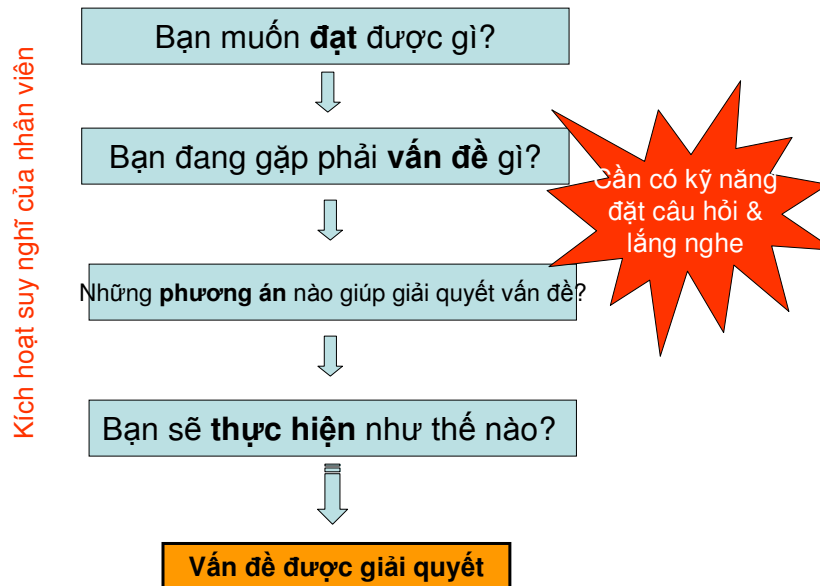 Kích hoạt suy nghĩ của nhân viên
Bạn muốn đạt được gì?
Bạn đang gặp phải vấn đề gì?
Cần có kỹ năng
đặt câu hỏi &
lắng nghe
Những phương án nào giúp giải quyết vấn đề?
Bạn sẽ thực hiện như thế nào?
Vấn đề được giải quyết